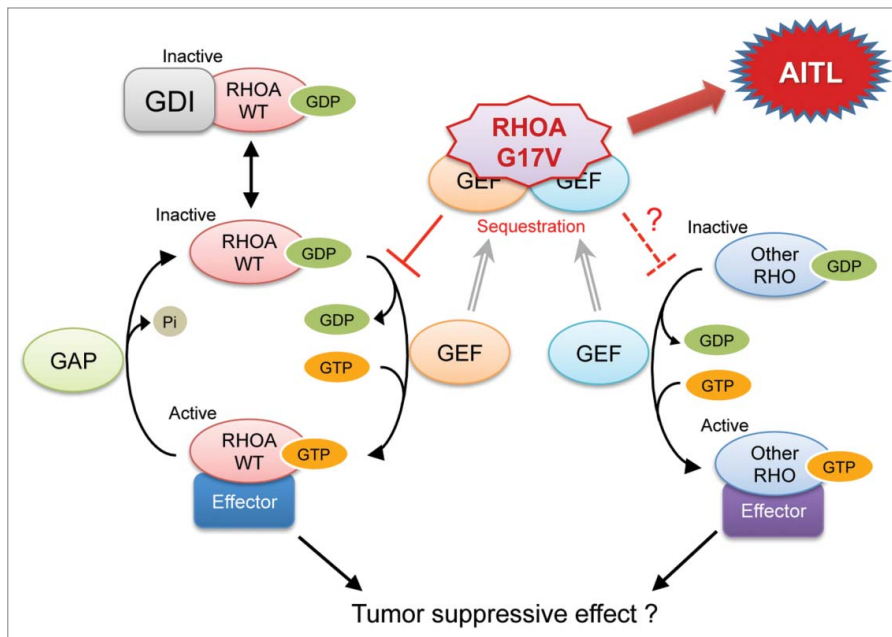 Inactive
GDI
RHOA
WT
GDP
AITL
RHOA
G17V
GEF
GEF
Sequestration
?
Inactive
RHOA
WT
GDP
Inactive
Other
RHO
GDP
Pi
GDP
GAP
GTP
GEF
GEF
GDP
GTP
Active
RHOA
WT
GTP
Effector
Active
Other
RHO
GTP
Effector
Tumor suppressive effect ?